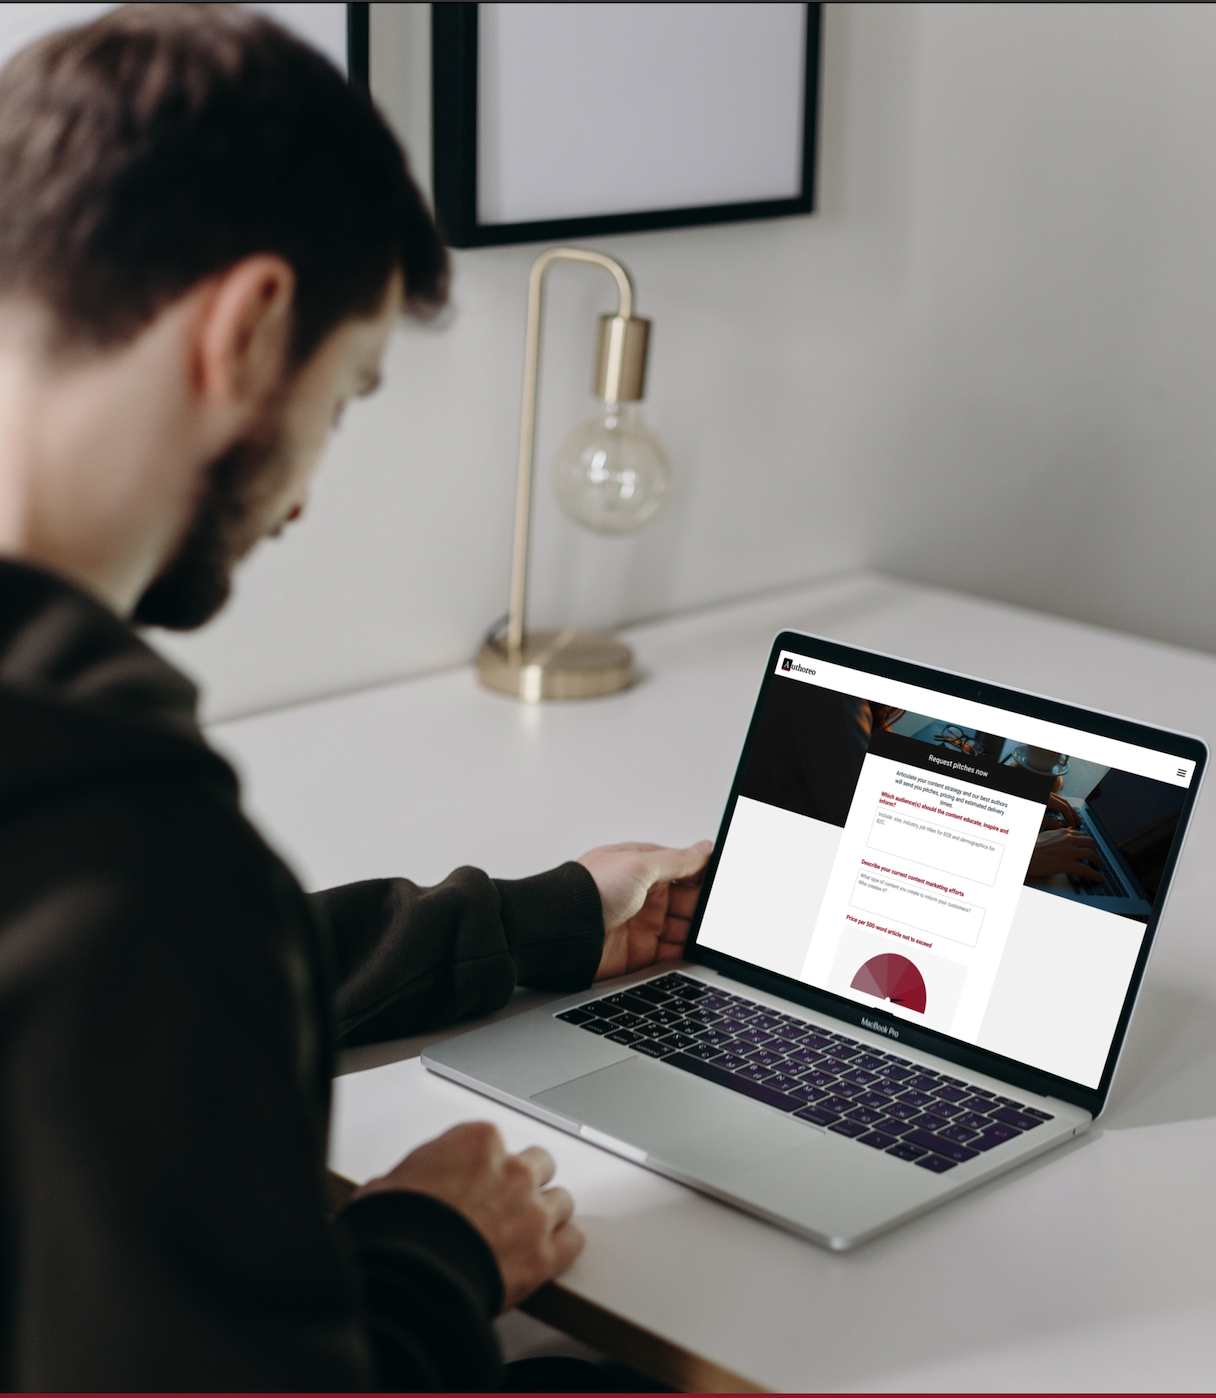 Authoreo
Request pitches now
Articulate your content strategy and our best authors
will send you pitches, pricing and estimated delivery
times.
Which audience(s) should the content educate, inspire and
inform?
Include: size, industry, job titles for B2B and demographics for
B2C.
Describe your current content marketing efforts
What type of content you create to inform your customers?
Who creates it?
Price per 500-word article not to exceed
MacBook Pro